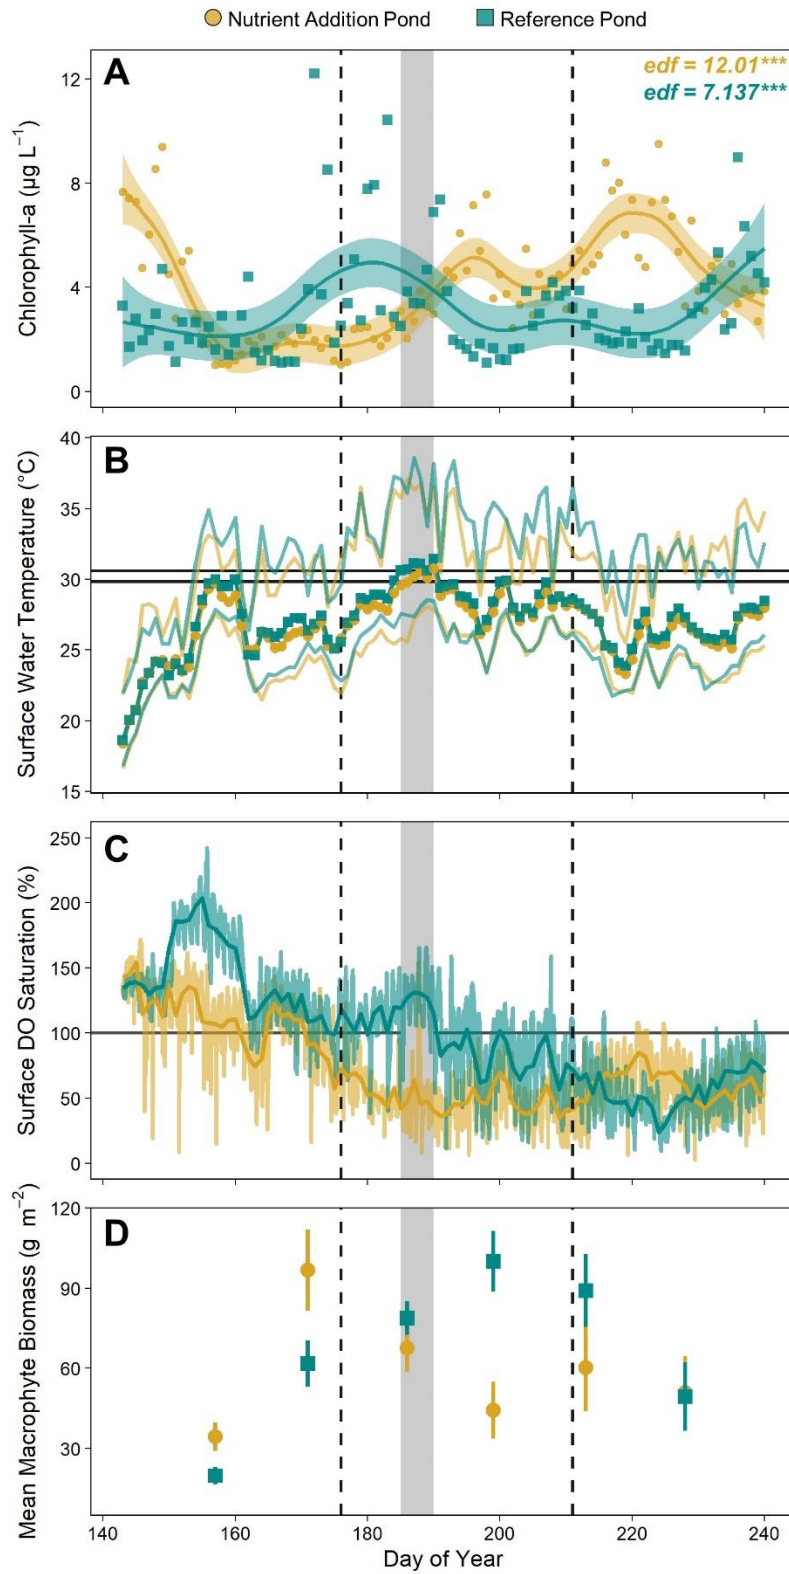 Nutrient Addition Pond Reference Pond
A
edf = 12.01***
edf = 7.137***
Chlorophyll-a (µg L⁻¹)
12
8
4
0
B
Surface Water Temperature (°C)
40
35
30
25
20
15
C
Surface DO Saturation (%)
250
200
150
100
50
0
D
Mean Macrophyte Biomass (g m⁻²)
120
90
60
30
140 160 180 200 220 240
Day of Year